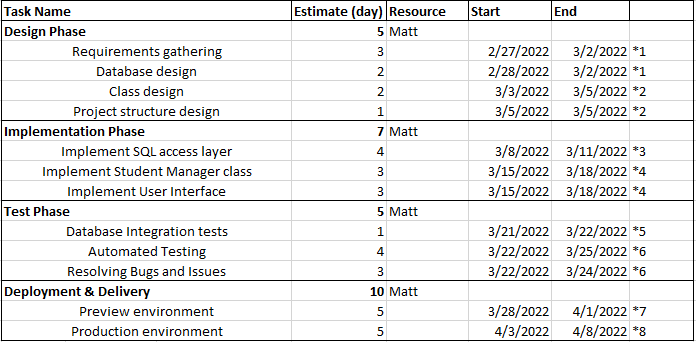 Task Name Estimate (day) Resource Start End
Design Phase 5 Matt
Requirements gathering 3 2/27/2022 3/2/2022 *1
Database design 2 2/28/2022 3/2/2022 *1
Class design 2 3/3/2022 3/5/2022 *2
Project structure design 1 3/5/2022 3/5/2022 *2
Implementation Phase 7 Matt
Implement SQL access layer 4 3/8/2022 3/11/2022 *3
Implement Student Manager class 3 3/15/2022 3/18/2022 *4
Implement User Interface 3 3/15/2022 3/18/2022 *4
Test Phase 5 Matt
Database Integration tests 1 3/21/2022 3/22/2022 *5
Automated Testing 4 3/22/2022 3/25/2022 *6
Resolving Bugs and Issues 3 3/22/2022 3/24/2022 *6
Deployment & Delivery 10 Matt
Preview environment 5 3/28/2022 4/1/2022 *7
Production environment 5 4/3/2022 4/8/2022 *8